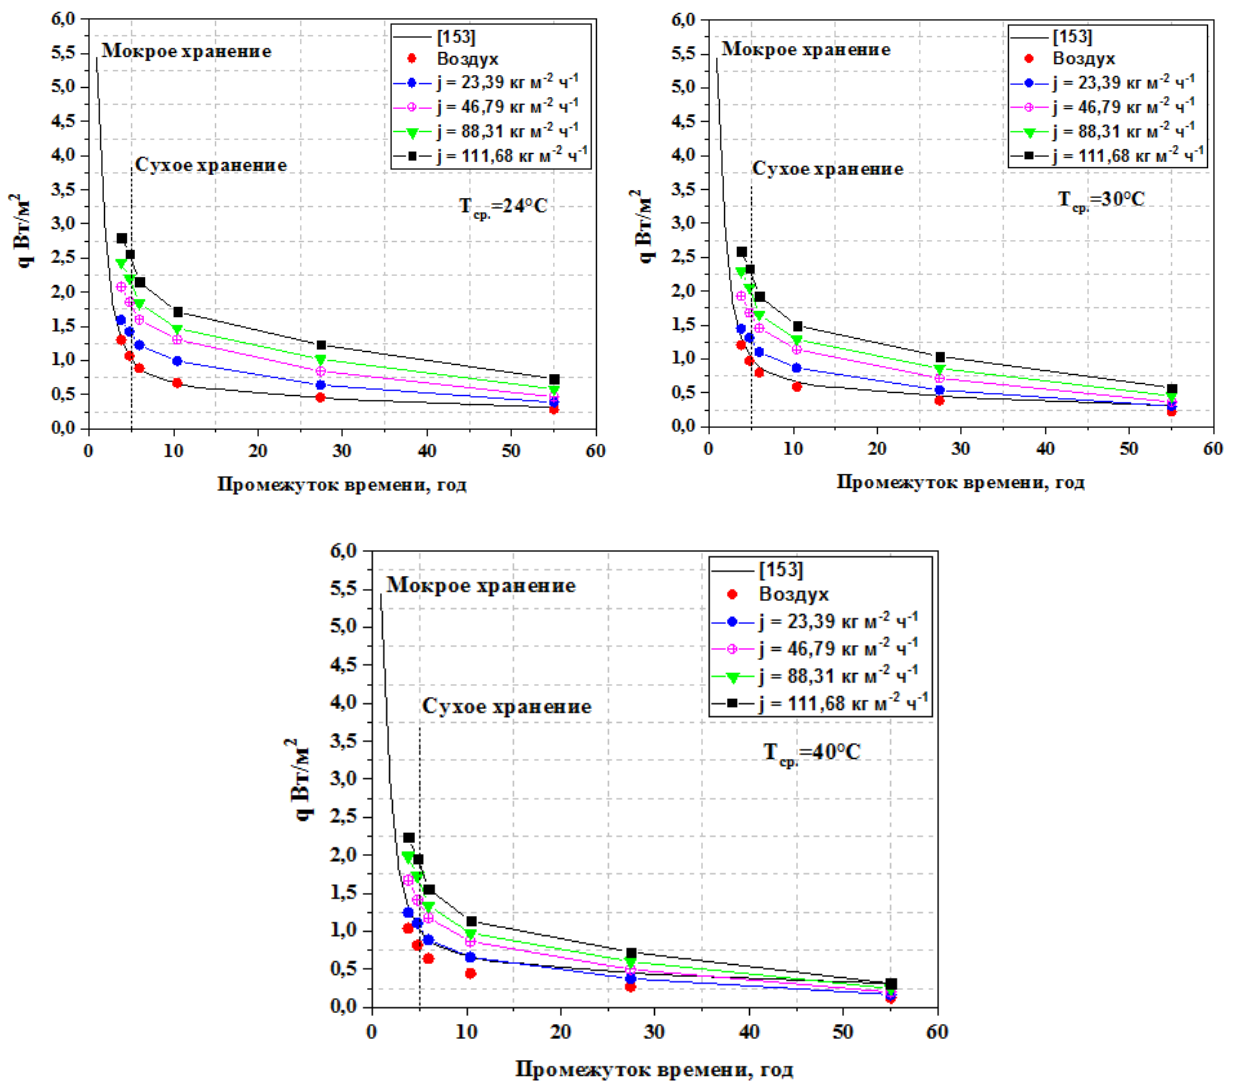 6,0
5,5
5,0
4,5
4,0
3,5
3,0
2,5
2,0
1,5
1,0
0,5
0,0
q Вт/м²
Мокрое хранение
Сухое хранение
[153]
Воздух
j = 23,39 кг м⁻² ч⁻¹
j = 46,79 кг м⁻² ч⁻¹
j = 88,31 кг м⁻² ч⁻¹
j = 111,68 кг м⁻² ч⁻¹
Tср.=24°C
0 10 20 30 40 50 60
Промежуток времени, год
6,0
5,5
5,0
4,5
4,0
3,5
3,0
2,5
2,0
1,5
1,0
0,5
0,0
q Вт/м²
Мокрое хранение
Сухое хранение
[153]
Воздух
j = 23,39 кг м⁻² ч⁻¹
j = 46,79 кг м⁻² ч⁻¹
j = 88,31 кг м⁻² ч⁻¹
j = 111,68 кг м⁻² ч⁻¹
Tср.=30°C
0 10 20 30 40 50 60
Промежуток времени, год
6,0
5,5
5,0
4,5
4,0
3,5
3,0
2,5
2,0
1,5
1,0
0,5
0,0
q Вт/м²
Мокрое хранение
Сухое хранение
[153]
Воздух
j = 23,39 кг м⁻² ч⁻¹
j = 46,79 кг м⁻² ч⁻¹
j = 88,31 кг м⁻² ч⁻¹
j = 111,68 кг м⁻² ч⁻¹
Tср.=40°C
0 10 20 30 40 50 60
Промежуток времени, год